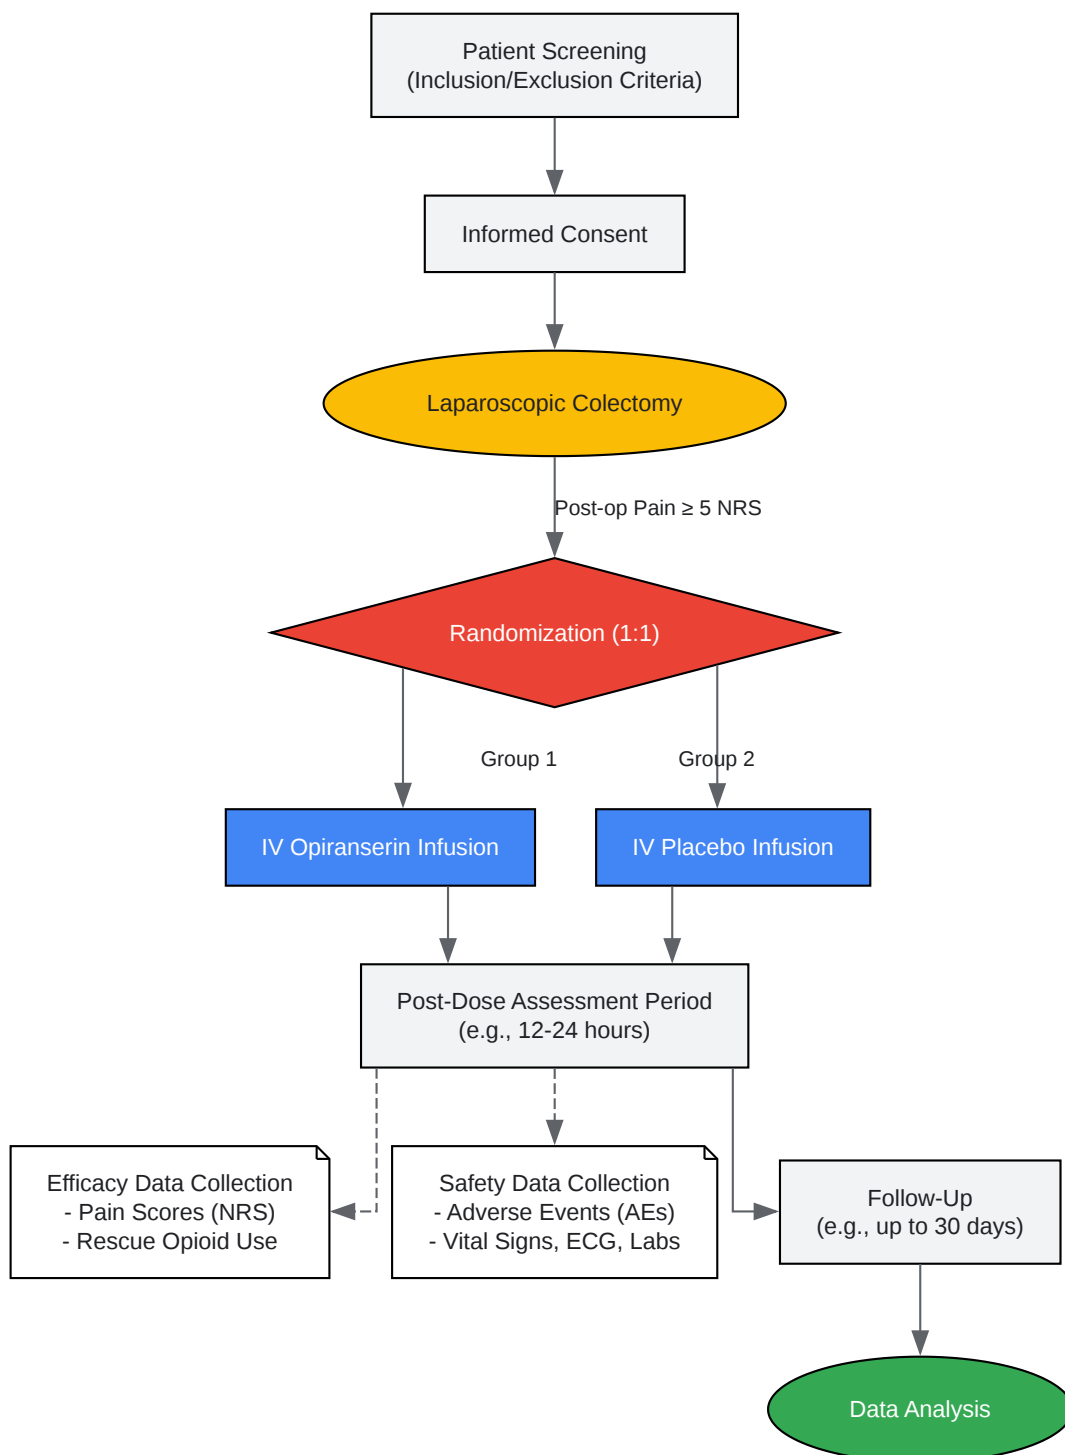 Patient Screening
(Inclusion/Exclusion Criteria)
Informed Consent
Laparoscopic Colectomy
Post-op Pain ≥ 5 NRS
Randomization (1:1)
Group 1
Group 2
IV Opiranserin Infusion
IV Placebo Infusion
Post-Dose Assessment Period
(e.g., 12-24 hours)
Efficacy Data Collection
- Pain Scores (NRS)
- Rescue Opioid Use
Safety Data Collection
- Adverse Events (AEs)
- Vital Signs, ECG, Labs
Follow-Up
(e.g., up to 30 days)
Data Analysis